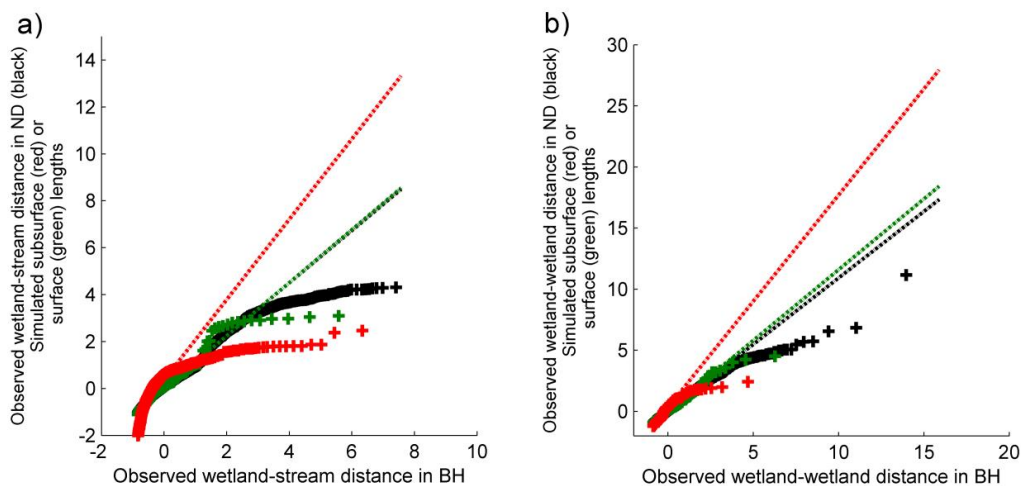 a)
Observed wetland-stream distance in ND (black)
Simulated subsurface (red) or
surface (green) lengths
14
12
10
8
6
4
2
0
-2
-2 0 2 4 6 8 10
Observed wetland-stream distance in BH
b)
Observed wetland-wetland distance in ND (black)
Simulated subsurface (red) or
surface (green) lengths
30
25
20
15
10
5
0
0 5 10 15 20
Observed wetland-wetland distance in BH